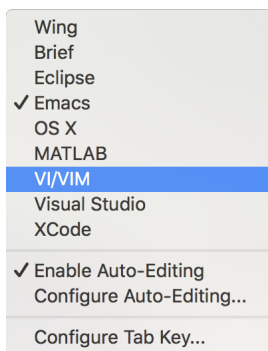 Wing
Brief
Eclipse
✓ Emacs
OS X
MATLAB
VI/VIM
Visual Studio
XCode
✓ Enable Auto-Editing
Configure Auto-Editing...
Configure Tab Key...